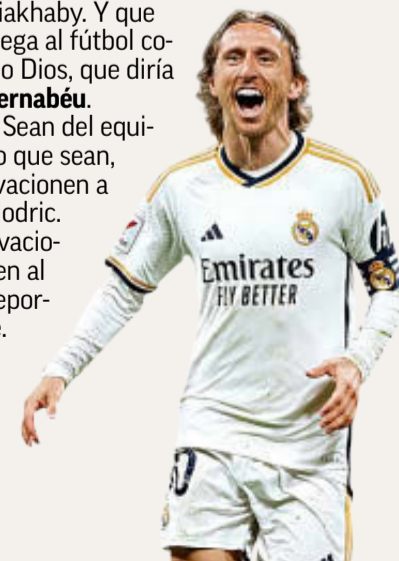 iakhaby. Y que
ega al fútbol co-
o Dios, que diría
ernabéu.
Sean del equi-
o que sean,
vacionen a
odric.
vacio-
en al
epor-
.
Emirates
FLY BETTER